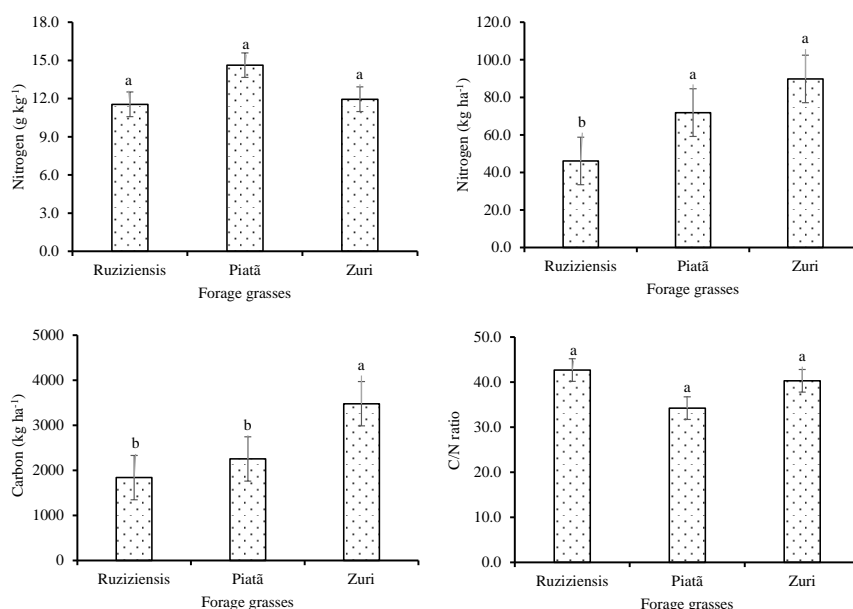 Nitrogen (g kg⁻¹)
18.0
15.0
12.0
9.0
6.0
3.0
0.0
a
a
a
Ruziziensis Piatã Zuri
Forage grasses
Nitrogen (kg ha⁻¹)
120.0
100.0
80.0
60.0
40.0
20.0
0.0
b
a
a
Ruziziensis Piatã Zuri
Forage grasses
Carbon (kg ha⁻¹)
5000
4000
3000
2000
1000
0
b
b
a
Ruziziensis Piatã Zuri
Forage grasses
C/N ratio
50.0
40.0
30.0
20.0
10.0
0.0
a
a
a
Ruziziensis Piatã Zuri
Forage grasses